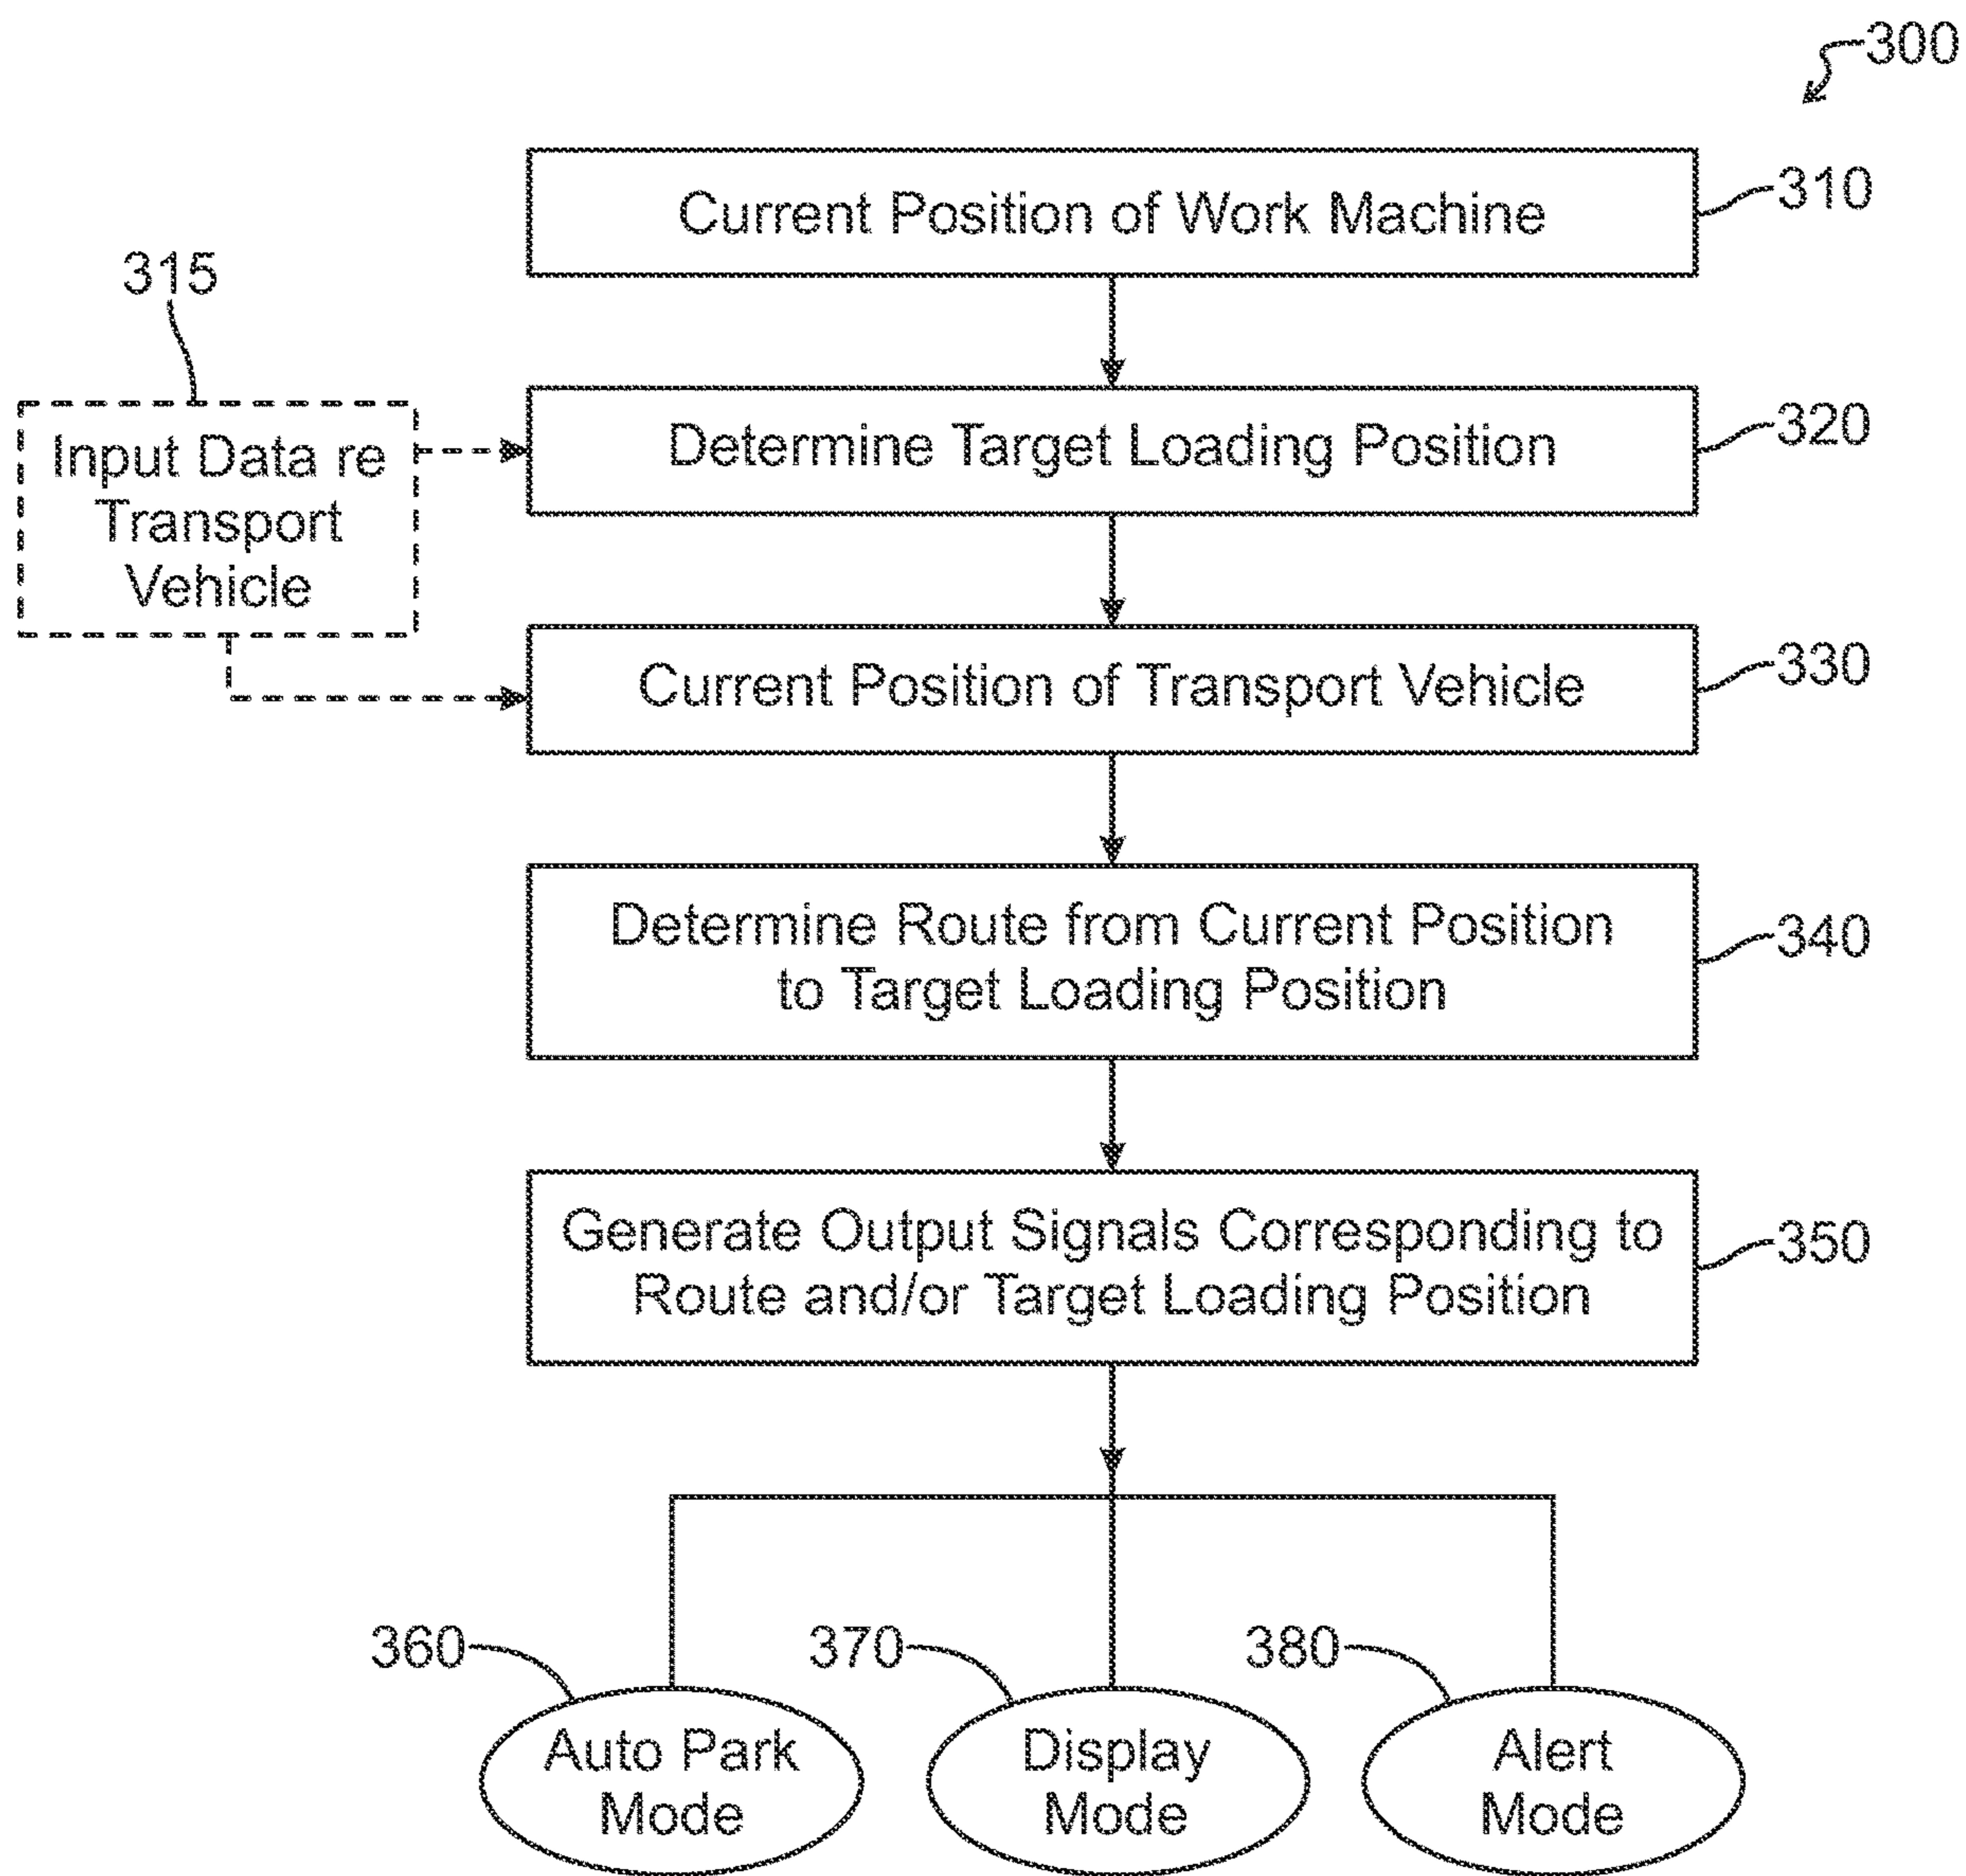 300
Current Position of Work Machine
310
315
Input Data re
Transport
Vehicle
Determine Target Loading Position
320
Current Position of Transport Vehicle
330
Determine Route from Current Position
to Target Loading Position
340
Generate Output Signals Corresponding to
Route and/or Target Loading Position
350
360
Auto Park
Mode
370
Display
Mode
380
Alert
Mode